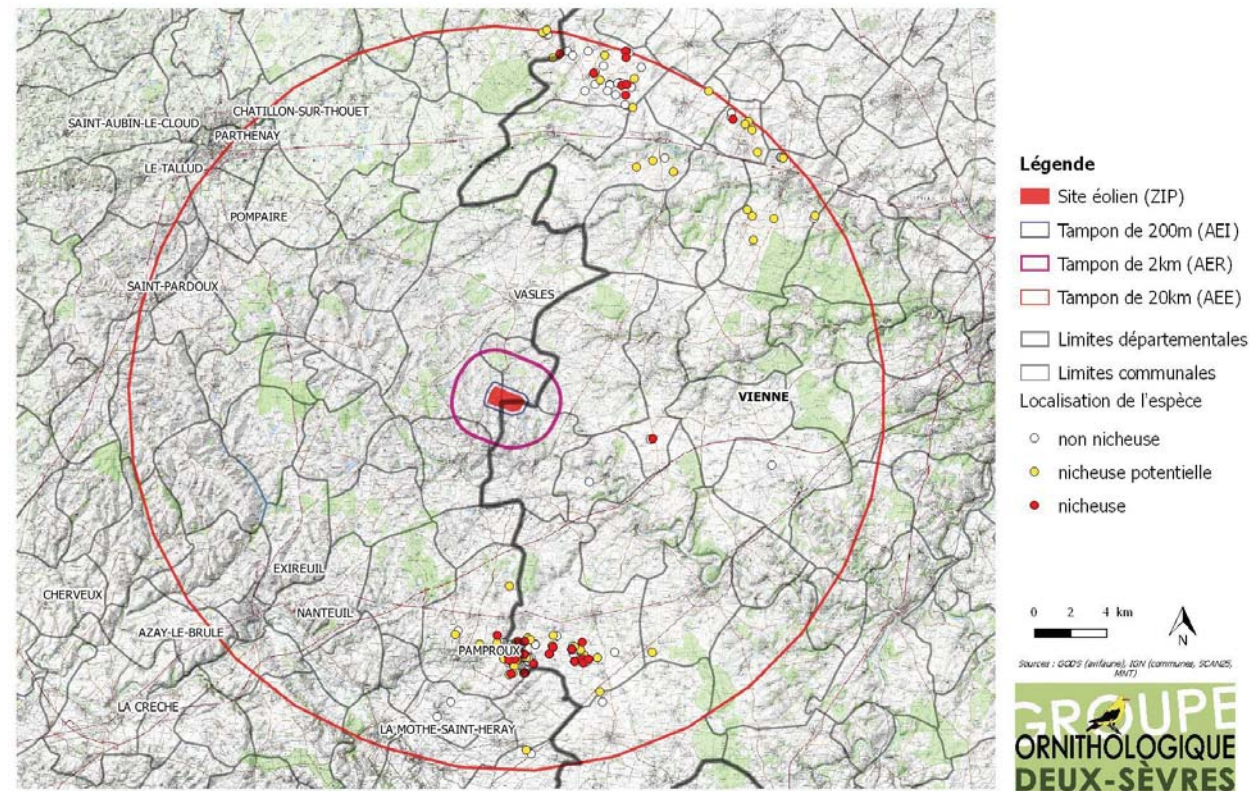 CHATILLON-SUR-THOUET
SAINT-AUBIN-LE-CLOUD
PARTHENAY
LE TALLUD
POMPAIRE
SAINT-PARDOUX
VASLES
VIENNE
EXIREUIL
CHERVEUX
NANTEUIL
AZAY-LE-BRULE
PAMPROUX
LA CRECHE
LA MOTHE-SAINT-HERAY
Légende
Site éolien (ZIP)
Tampon de 200m (AEI)
Tampon de 2km (AER)
Tampon de 20km (AEE)
Limites départementales
Limites communales
Localisation de l'espèce
non nicheuse
nicheuse potentielle
nicheuse
0 2 4 km
N
Sources : GODS (avifaune), IGN (communes, SCAN25,
MNT)
GROUPE
ORNITHOLOGIQUE
DEUX-SÈVRES